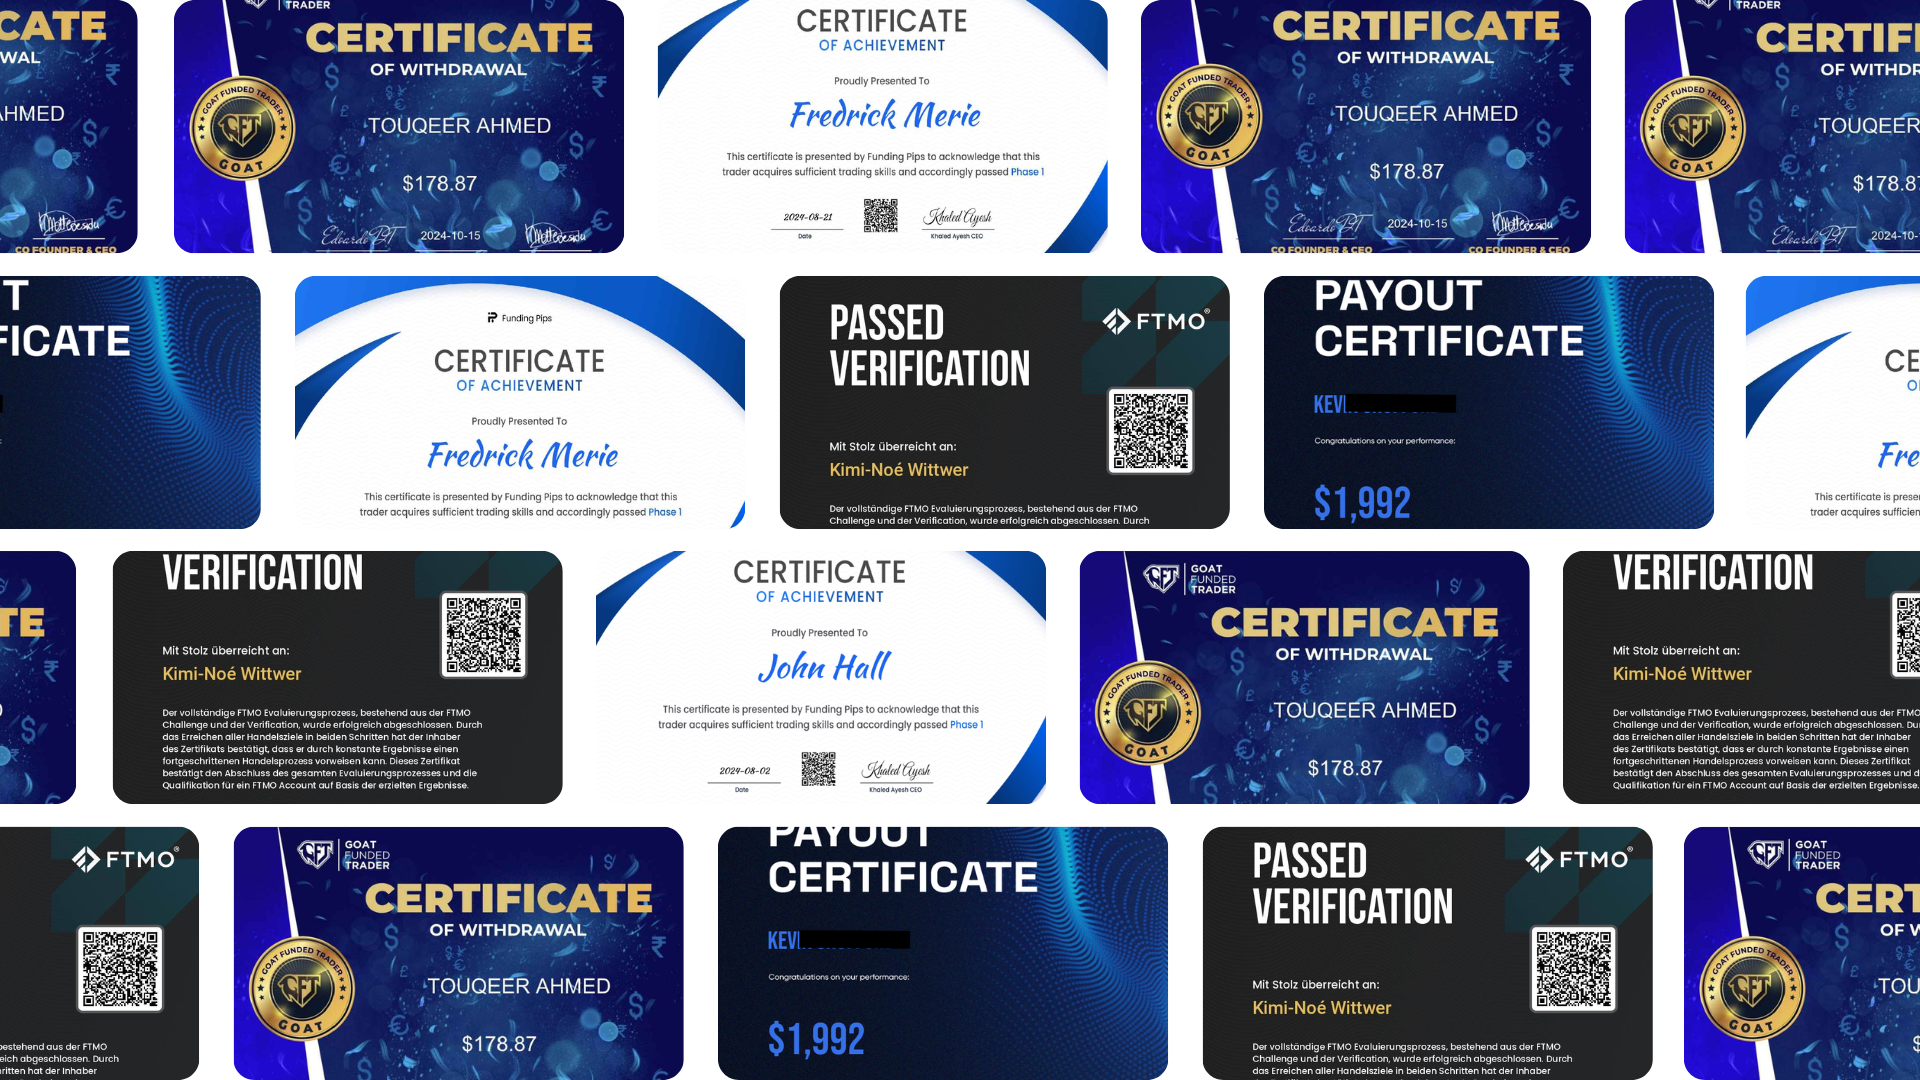 CATE
WAL
AHMED
CO FOUNDER & CEO
TRADER
CERTIFICATE
OF WITHDRAWAL
GOAT FUNDED TRADER
GFT
GOAT
TOUQEER AHMED
$178.87
2024-10-15
CERTIFICATE
OF ACHIEVEMENT
Proudly Presented To
Fredrick Merie
This certificate is presented by Funding Pips to acknowledge that this
trader acquires sufficient trading skills and accordingly passed Phase 1
2024-08-21
Date
Khaled Ayesh
Khaled Ayesh CEO
CERTIFICATE
OF WITHDRAWAL
GOAT FUNDED TRADER
GFT
GOAT
TOUQEER AHMED
$178.87
2024-10-15
CO FOUNDER & CEO
CO FOUNDER & CEO
TRADER
CERTIF
OF WITHDR
GOAT FUNDED TRADER
GFT
GOAT
TOUQEER
$178.87
2024-10-
T
FICATE
Funding Pips
CERTIFICATE
OF ACHIEVEMENT
Proudly Presented To
Fredrick Merie
This certificate is presented by Funding Pips to acknowledge that this
trader acquires sufficient trading skills and accordingly passed Phase 1
PASSED
VERIFICATION
FTMO®
Mit Stolz überreicht an:
Kimi-Noé Wittwer
Der vollständige FTMO Evaluierungsprozess, bestehend aus der FTMO
Challenge und der Verification, wurde erfolgreich abgeschlossen. Durch
PAYOUT
CERTIFICATE
KEVI
Congratulations on your performance:
$1,992
CE
O
Fre
This certificate is prese
trader acquires sufficien
TE
VERIFICATION
Mit Stolz überreicht an:
Kimi-Noé Wittwer
Der vollständige FTMO Evaluierungsprozess, bestehend aus der FTMO
Challenge und der Verification, wurde erfolgreich abgeschlossen. Durch
das Erreichen aller Handelsziele in beiden Schritten hat der Inhaber
des Zertifikats bestätigt, dass er durch konstante Ergebnisse einen
fortgeschrittenen Handelsprozess vorweisen kann. Dieses Zertifikat
bestätigt den Abschluss des gesamten Evaluierungsprozesses und die
Qualifikation für ein FTMO Account auf Basis der erzielten Ergebnisse.
CERTIFICATE
OF ACHIEVEMENT
Proudly Presented To
John Hall
This certificate is presented by Funding Pips to acknowledge that this
trader acquires sufficient trading skills and accordingly passed Phase 1
2024-08-02
Date
Khaled Ayesh
Khaled Ayesh CEO
GFT
GOAT
FUNDED
TRADER
CERTIFICATE
OF WITHDRAWAL
GOAT FUNDED TRADER
GFT
GOAT
TOUQEER AHMED
$178.87
VERIFICATION
Mit Stolz überreicht an:
Kimi-Noé Wittwer
Der vollständige FTMO Evaluierungsprozess, bestehend aus der FTMO
Challenge und der Verification, wurde erfolgreich abgeschlossen. Du
das Erreichen aller Handelsziele in beiden Schritten hat der Inhaber
des Zertifikats bestätigt, dass er durch konstante Ergebnisse einen
fortgeschrittenen Handelsprozess vorweisen kann. Dieses Zertifikat
bestätigt den Abschluss des gesamten Evaluierungsprozesses und d
Qualifikation für ein FTMO Account auf Basis der erzielten Ergebnisse.
FTMO®
bestehend aus der FTMO
eich abgeschlossen. Durch
ritten hat der Inhaber
GFT
GOAT
FUNDED
TRADER
CERTIFICATE
OF WITHDRAWAL
GOAT FUNDED TRADER
GFT
GOAT
TOUQEER AHMED
$178.87
PAYOUT
CERTIFICATE
KEVI
Congratulations on your performance:
$1,992
PASSED
VERIFICATION
FTMO®
Mit Stolz überreicht an:
Kimi-Noé Wittwer
Der vollständige FTMO Evaluierungsprozess, bestehend aus der FTMO
Challenge und der Verification, wurde erfolgreich abgeschlossen. Durch
das Erreichen aller Handelsziele in beiden Schritten hat der Inhaber
GFT
GOAT
FUNDED
TRADER
CERT
OF W
GOAT FUNDED TRADER
GFT
GOAT
TOU
$